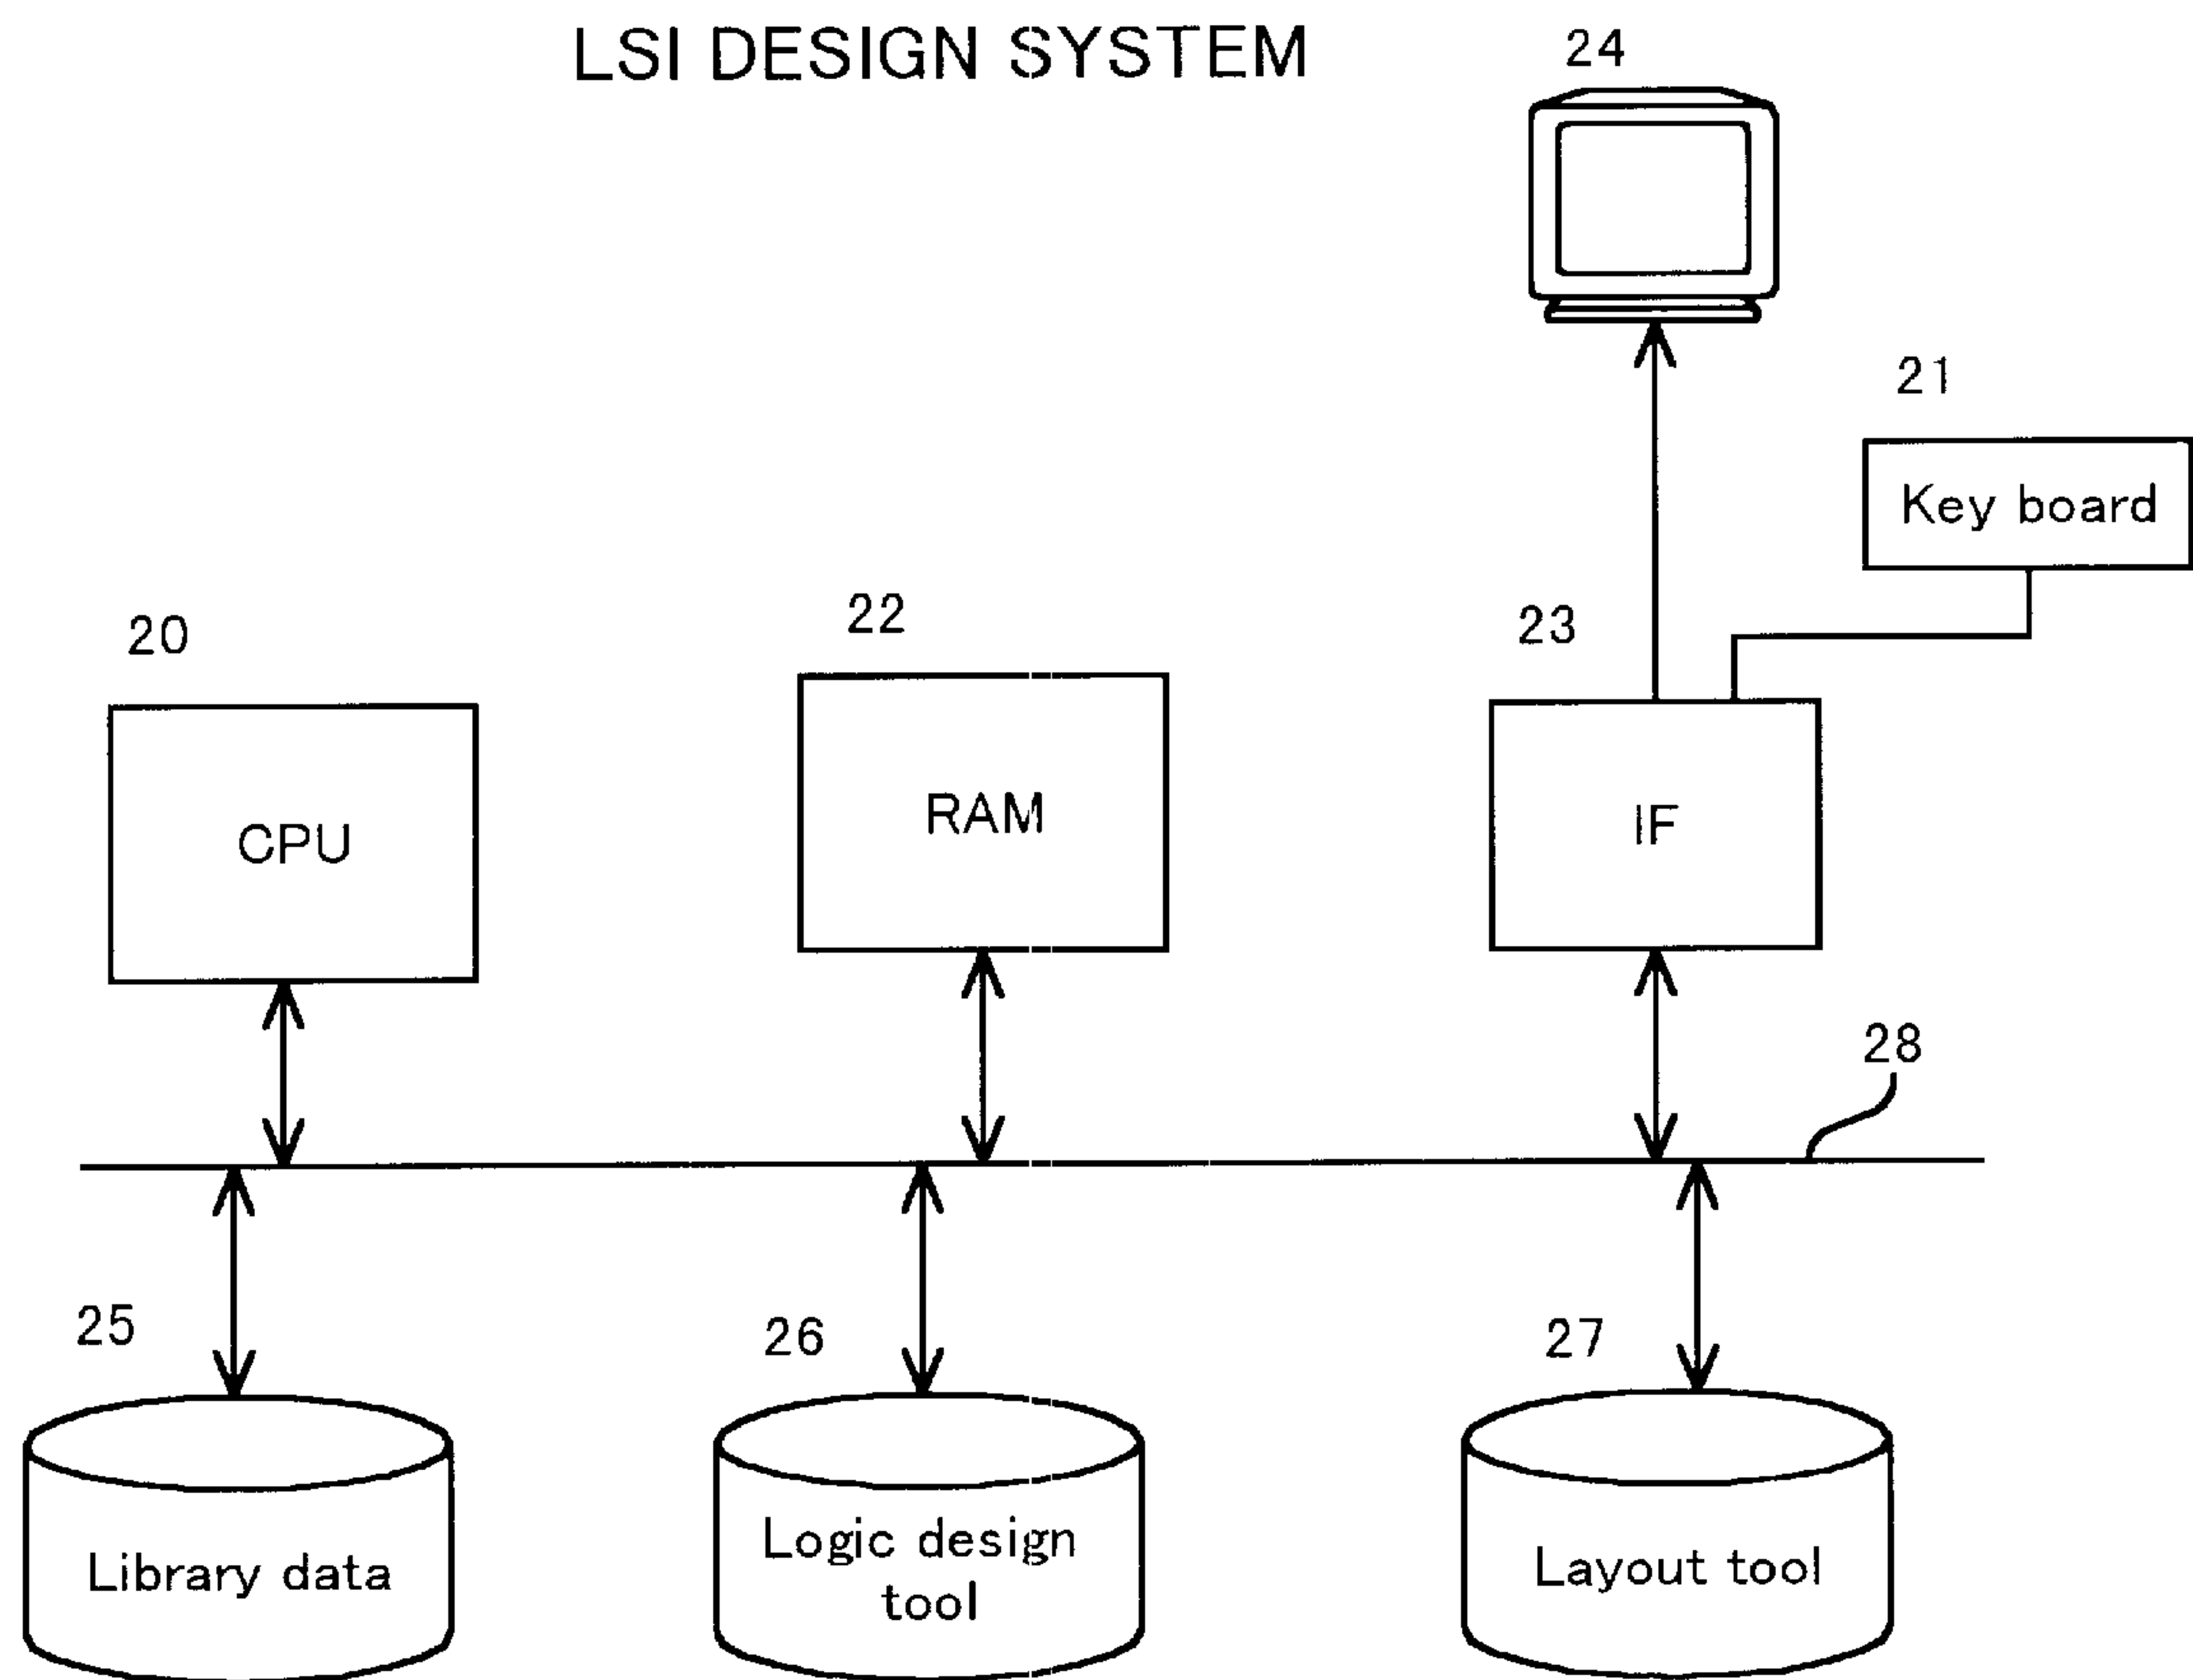 LSI DESIGN SYSTEM
24
21
Key board
20
22
23
CPU
RAM
IF
28
25
26
27
Library data
Logic design
tool
Layout tool